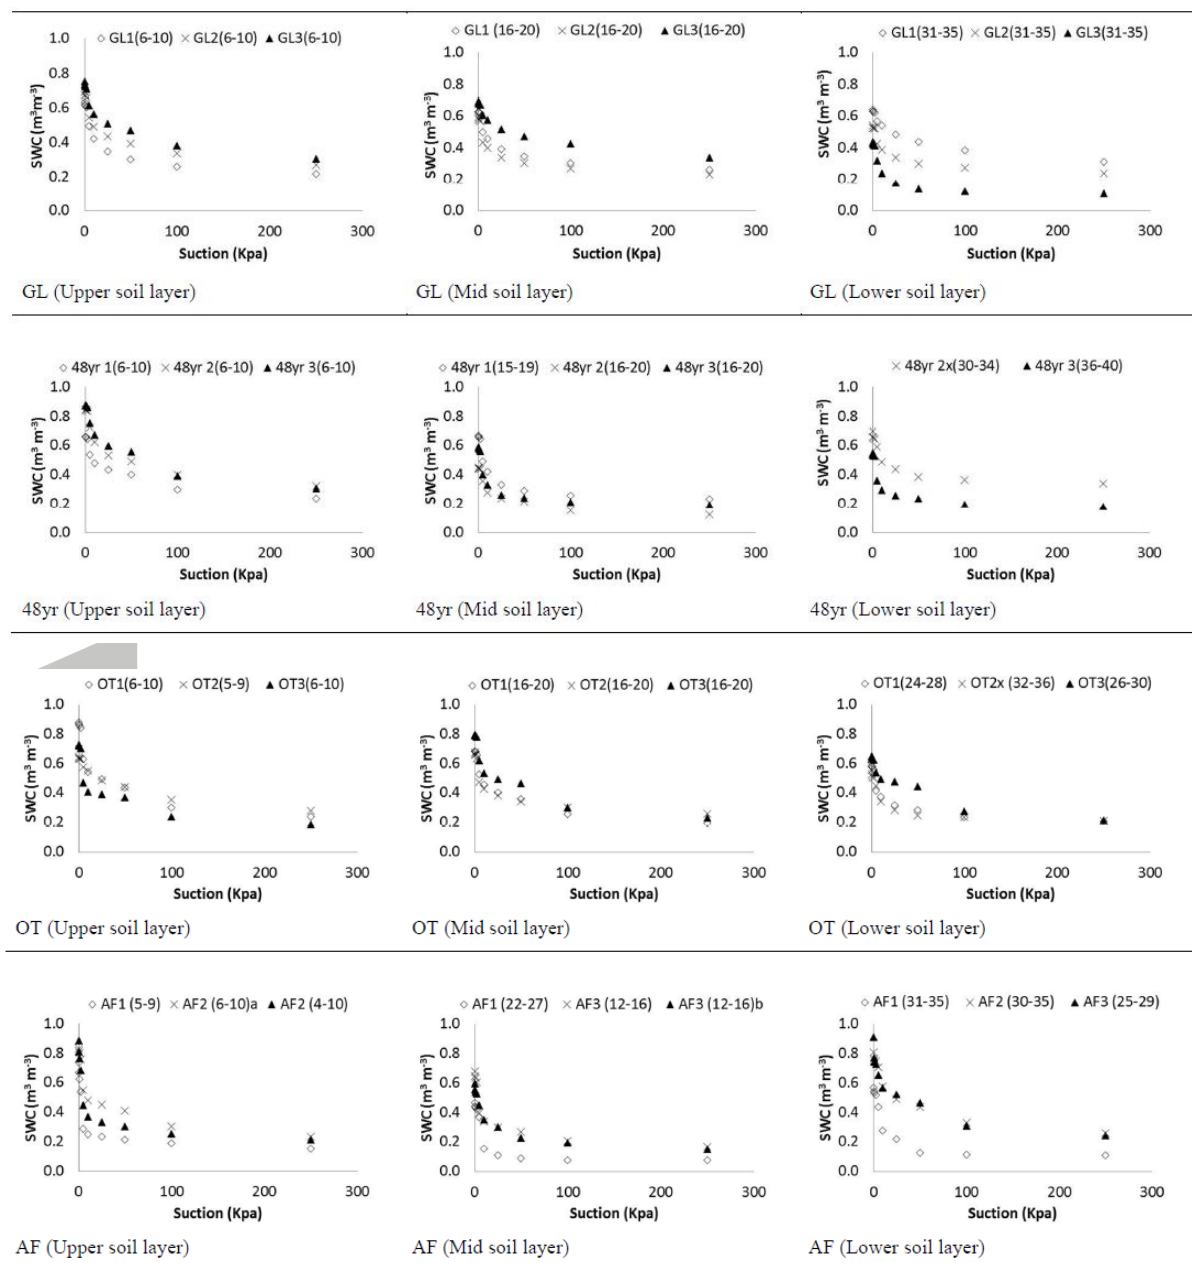 GL1(6-10) GL2(6-10) GL3(6-10)
1.0
0.8
0.6
0.4
0.2
0.0
SWC (m³m³)
0 100 200 300
Suction (Kpa)
GL (Upper soil layer)
GL1 (16-20) GL2(16-20) GL3(16-20)
1.0
0.8
0.6
0.4
0.2
0.0
SWC (m³ m⁻³)
0 100 200 300
Suction (Kpa)
GL (Mid soil layer)
GL1(31-35) GL2(31-35) GL3(31-35)
1.0
0.8
0.6
0.4
0.2
0.0
SWC (m³ m⁻³)
0 100 200 300
Suction (Kpa)
GL (Lower soil layer)
48yr 1(6-10) 48yr 2(6-10) 48yr 3(6-10)
1.0
0.8
0.6
0.4
0.2
0.0
SWC (m³ m⁻³)
0 100 200 300
Suction (Kpa)
48yr (Upper soil layer)
48yr 1(15-19) 48yr 2(16-20) 48yr 3(16-20)
1.0
0.8
0.6
0.4
0.2
0.0
SWC (m³ m⁻³)
0 100 200 300
Suction (Kpa)
48yr (Mid soil layer)
48yr 2x(30-34) 48yr 3(36-40)
1.0
0.8
0.6
0.4
0.2
0.0
SWC (m³ m⁻³)
0 100 200 300
Suction (Kpa)
48yr (Lower soil layer)
OT1(6-10) OT2(5-9) OT3(6-10)
1.0
0.8
0.6
0.4
0.2
0.0
SWC (m³ m⁻³)
0 100 200 300
Suction (Kpa)
OT (Upper soil layer)
OT1(16-20) OT2(16-20) OT3(16-20)
1.0
0.8
0.6
0.4
0.2
0.0
SWC (m³ m⁻³)
0 100 200 300
Suction (Kpa)
OT (Mid soil layer)
OT1(24-28) OT2x (32-36) OT3(26-30)
1.0
0.8
0.6
0.4
0.2
0.0
SWC (m³ m⁻³)
0 100 200 300
Suction (Kpa)
OT (Lower soil layer)
AF1 (5-9) AF2 (6-10)a AF2 (4-10)
1.0
0.8
0.6
0.4
0.2
0.0
SWC (m³ m⁻³)
0 100 200 300
Suction (Kpa)
AF (Upper soil layer)
AF1 (22-27) AF3 (12-16) AF3 (12-16)b
1.0
0.8
0.6
0.4
0.2
0.0
SWC (m³ m⁻³)
0 100 200 300
Suction (Kpa)
AF (Mid soil layer)
AF1 (31-35) AF2 (30-35) AF3 (25-29)
1.0
0.8
0.6
0.4
0.2
0.0
SWC (m³ m⁻³)
0 100 200 300
Suction (Kpa)
AF (Lower soil layer)